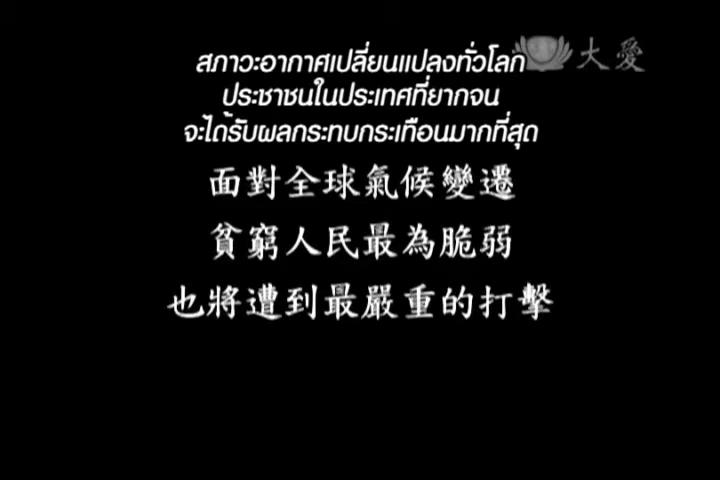 大愛
สภาวะอากาศเปลี่ยนแปลงทั่วโลก
ประชาชนในประเทศที่ยากจน
จะได้รับผลกระทบกระเทือนมากที่สุด
面對全球氣候變遷
貧窮人民最為脆弱
也將遭到最嚴重的打擊